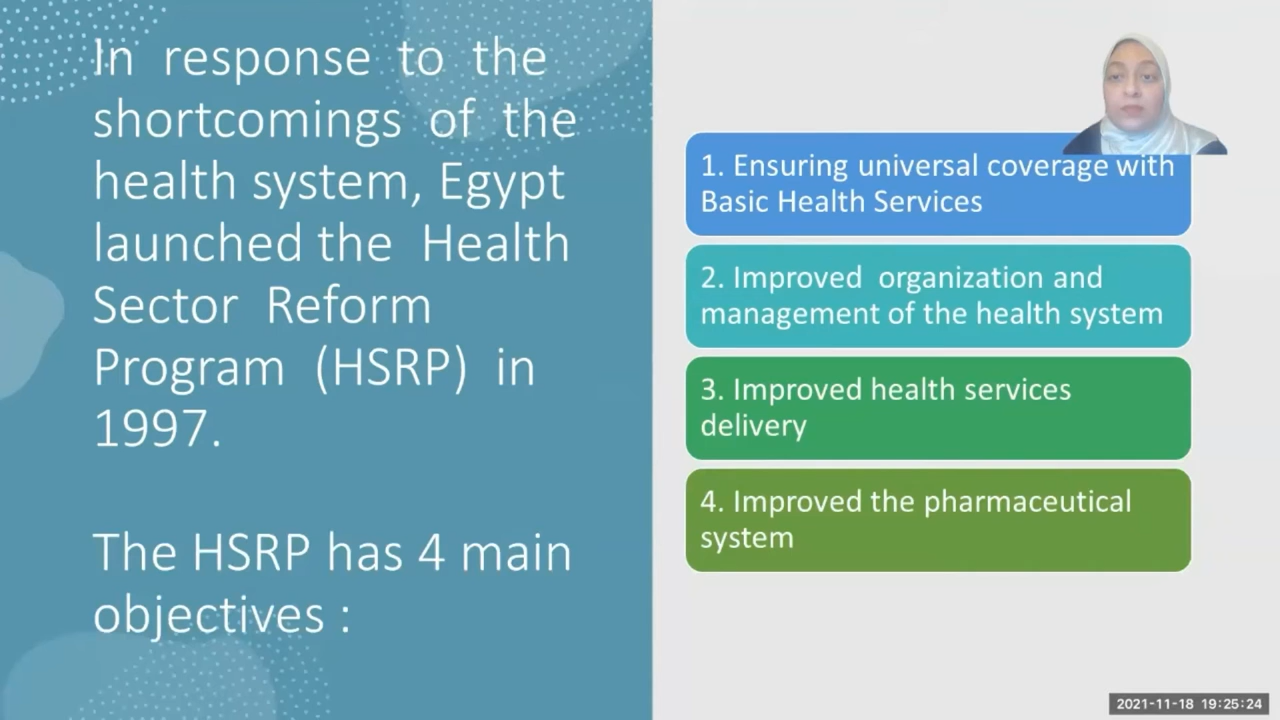 In response to the
shortcomings of the
health system, Egypt
launched the Health
Sector Reform
Program (HSRP) in
1997.
The HSRP has 4 main
objectives :
1. Ensuring universal coverage with
Basic Health Services
2. Improved organization and
management of the health system
3. Improved health services
delivery
4. Improved the pharmaceutical
system
2021-11-18 19:25:24